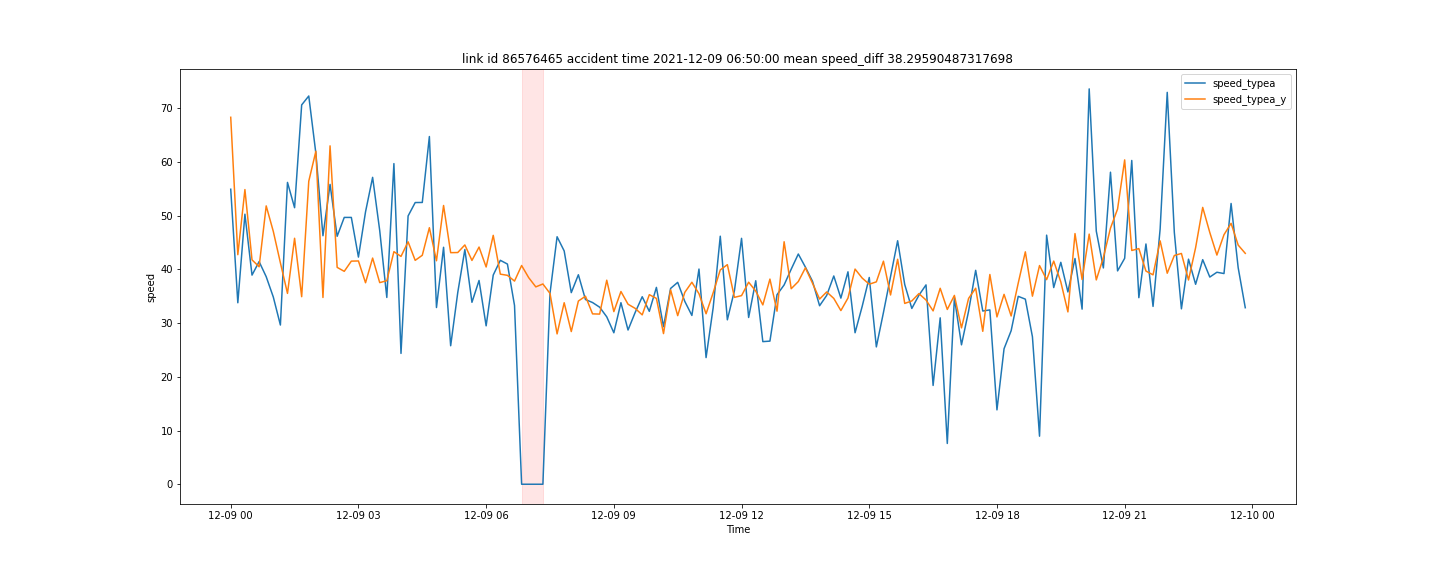 link id 86576465 accident time 2021-12-09 06:50:00 mean speed_diff 38.29590487317698
speed_typea
speed_typea_y
70
60
50
40
30
20
10
0
speed
12-09 00 12-09 03 12-09 06 12-09 09 12-09 12 12-09 15 12-09 18 12-09 21 12-10 00
Time